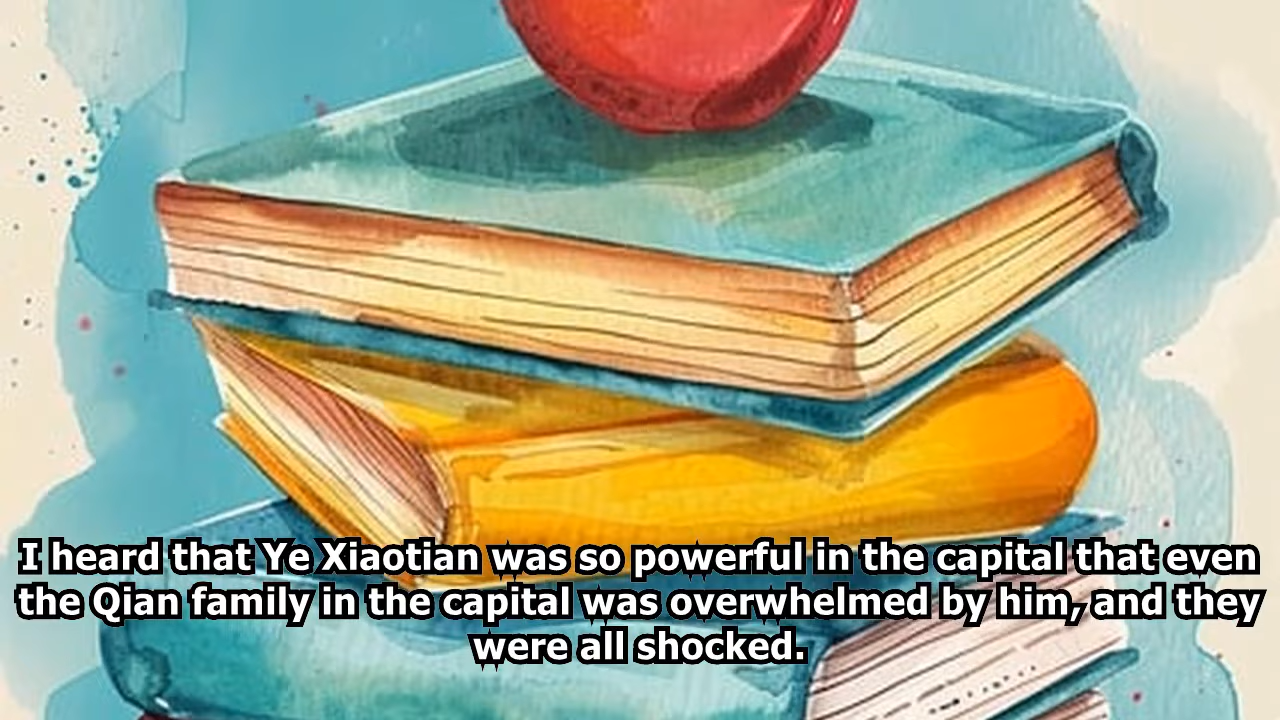 I heard that Ye Xiaotian was so powerful in the capital that even
the Qian family in the capital was overwhelmed by him, and they
were all shocked.